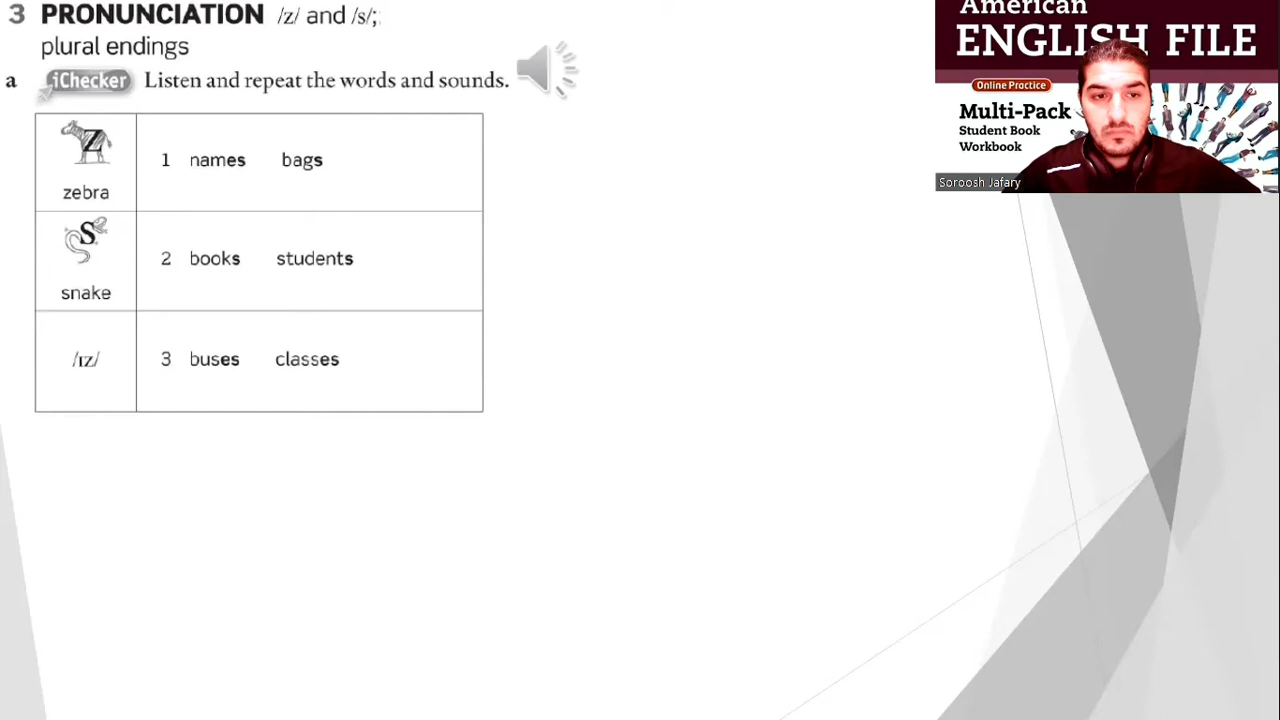 3 PRONUNCIATION /z/ and /s/;
plural endings
a iChecker Listen and repeat the words and sounds.
Z
zebra
1 names bags
S
snake
2 books students
/ɪz/
3 buses classes
American
ENGLISH FILE
Online Practice
Multi-Pack
Student Book
Workbook
Soroosh Jafary